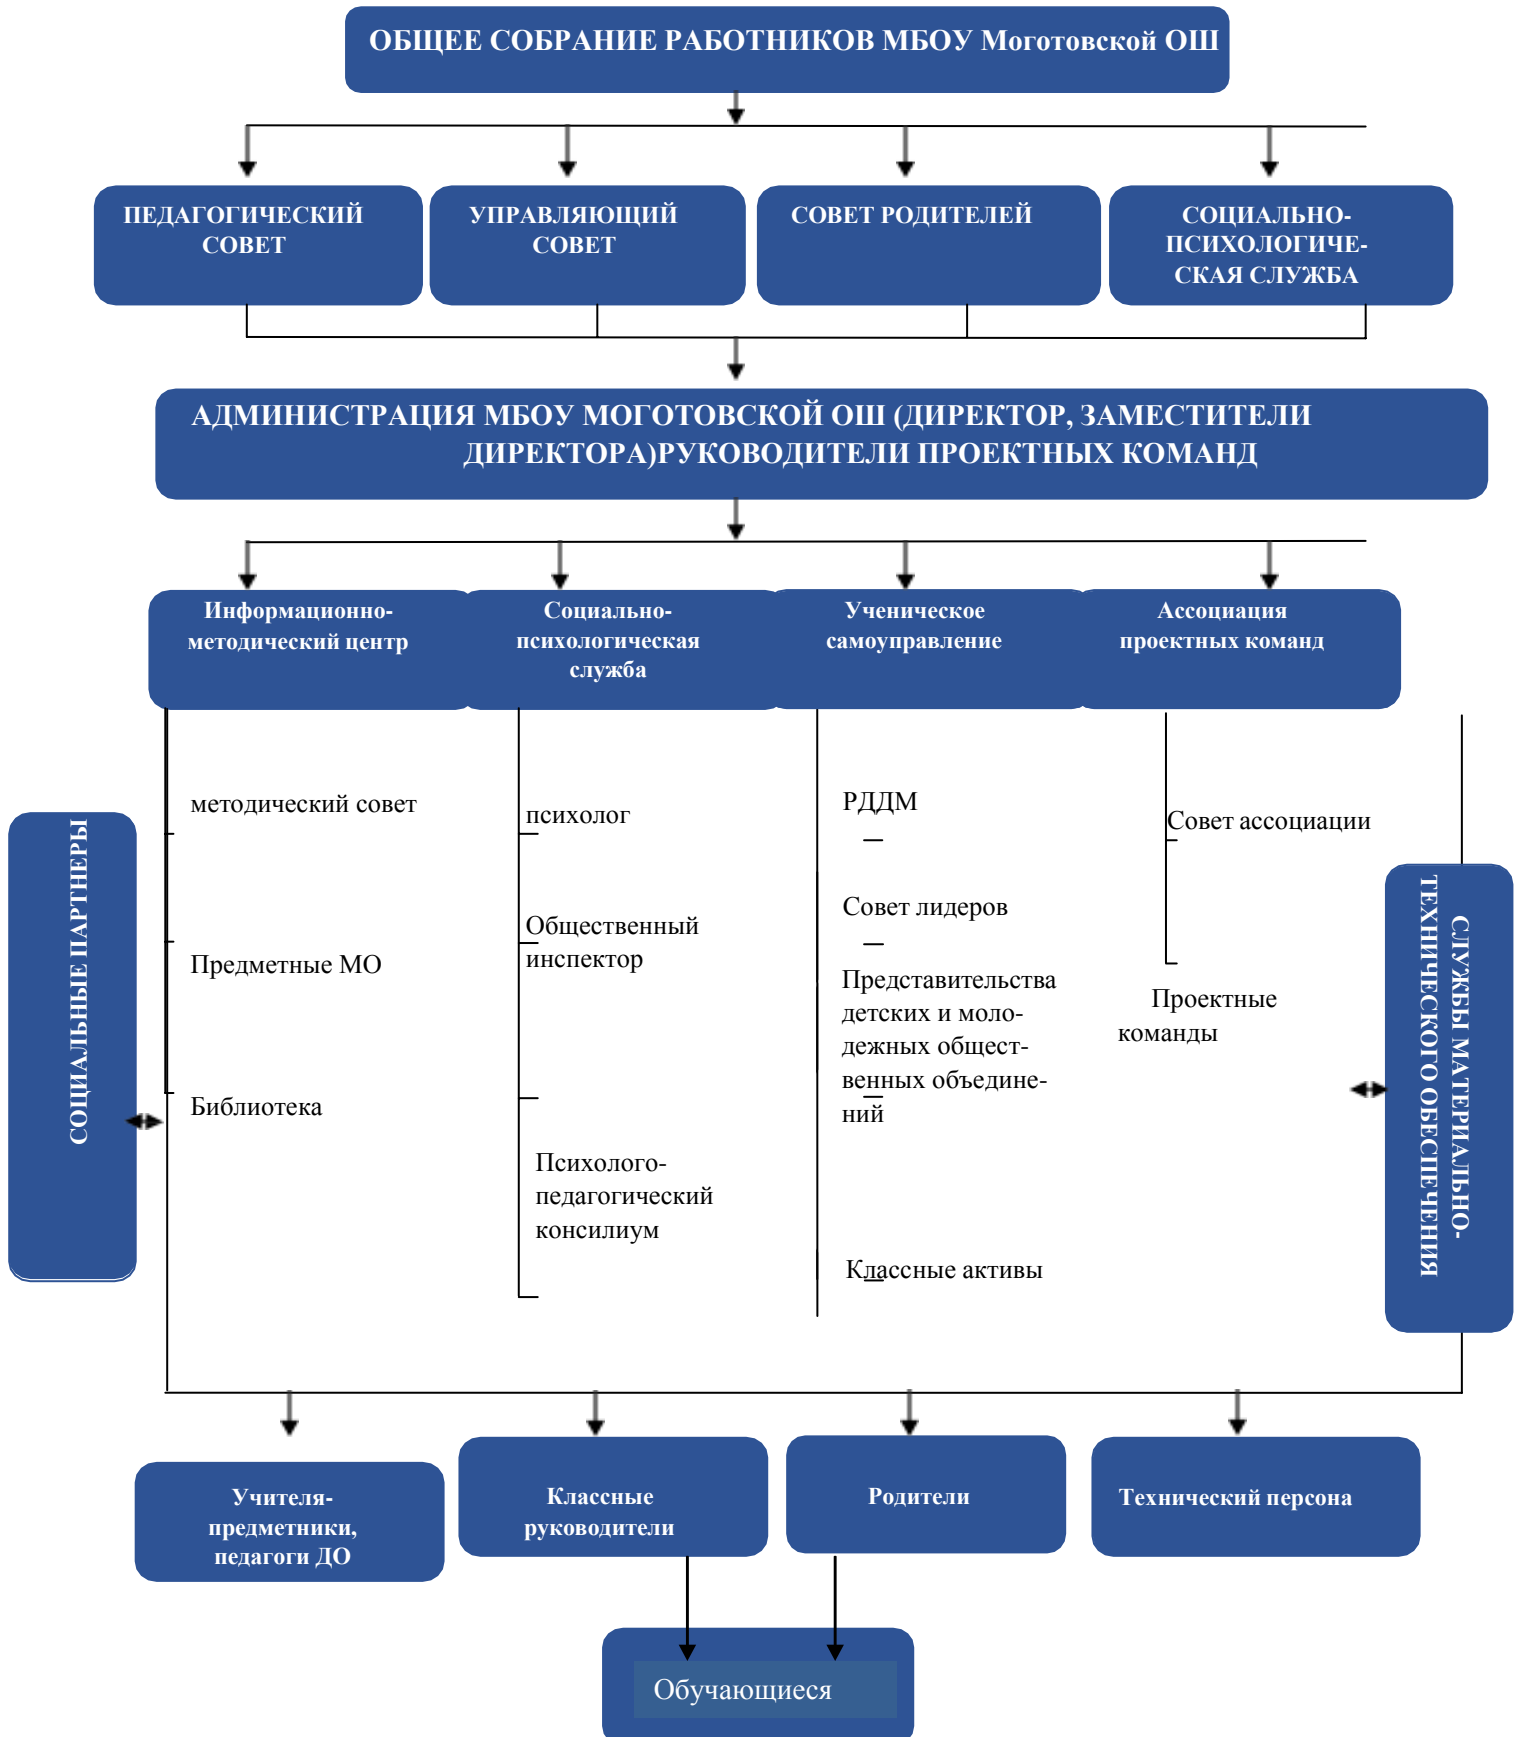 ОБЩЕЕ СОБРАНИЕ РАБОТНИКОВ МБОУ Моготовской ОШ
ПЕДАГОГИЧЕСКИЙ
СОВЕТ
УПРАВЛЯЮЩИЙ
СОВЕТ
СОВЕТ РОДИТЕЛЕЙ
СОЦИАЛЬНО-
ПСИХОЛОГИЧЕ-
СКАЯ СЛУЖБА
АДМИНИСТРАЦИЯ МБОУ МОГОТОВСКОЙ ОШ (ДИРЕКТОР, ЗАМЕСТИТЕЛИ
ДИРЕКТОРА)РУКОВОДИТЕЛИ ПРОЕКТНЫХ КОМАНД
Информационно-
методический центр
Социально-
психологическая
служба
Ученическое
самоуправление
Ассоциация
проектных команд
СОЦИАЛЬНЫЕ ПАРТНЕРЫ
методический совет
Предметные МО
Библиотека
психолог
Общественный
инспектор
Психолого-
педагогический
консилиум
РДДМ
Совет лидеров
Представительства
детских и моло-
дежных общест-
венных объедине-
ний
Классные активы
Совет ассоциации
Проектные
команды
СЛУЖБЫ МАТЕРИАЛЬНО-
ТЕХНИЧЕСКОГО ОБЕСПЕЧЕНИЯ
Учителя-
предметники,
педагоги ДО
Классные
руководители
Родители
Технический персона
Обучающиеся